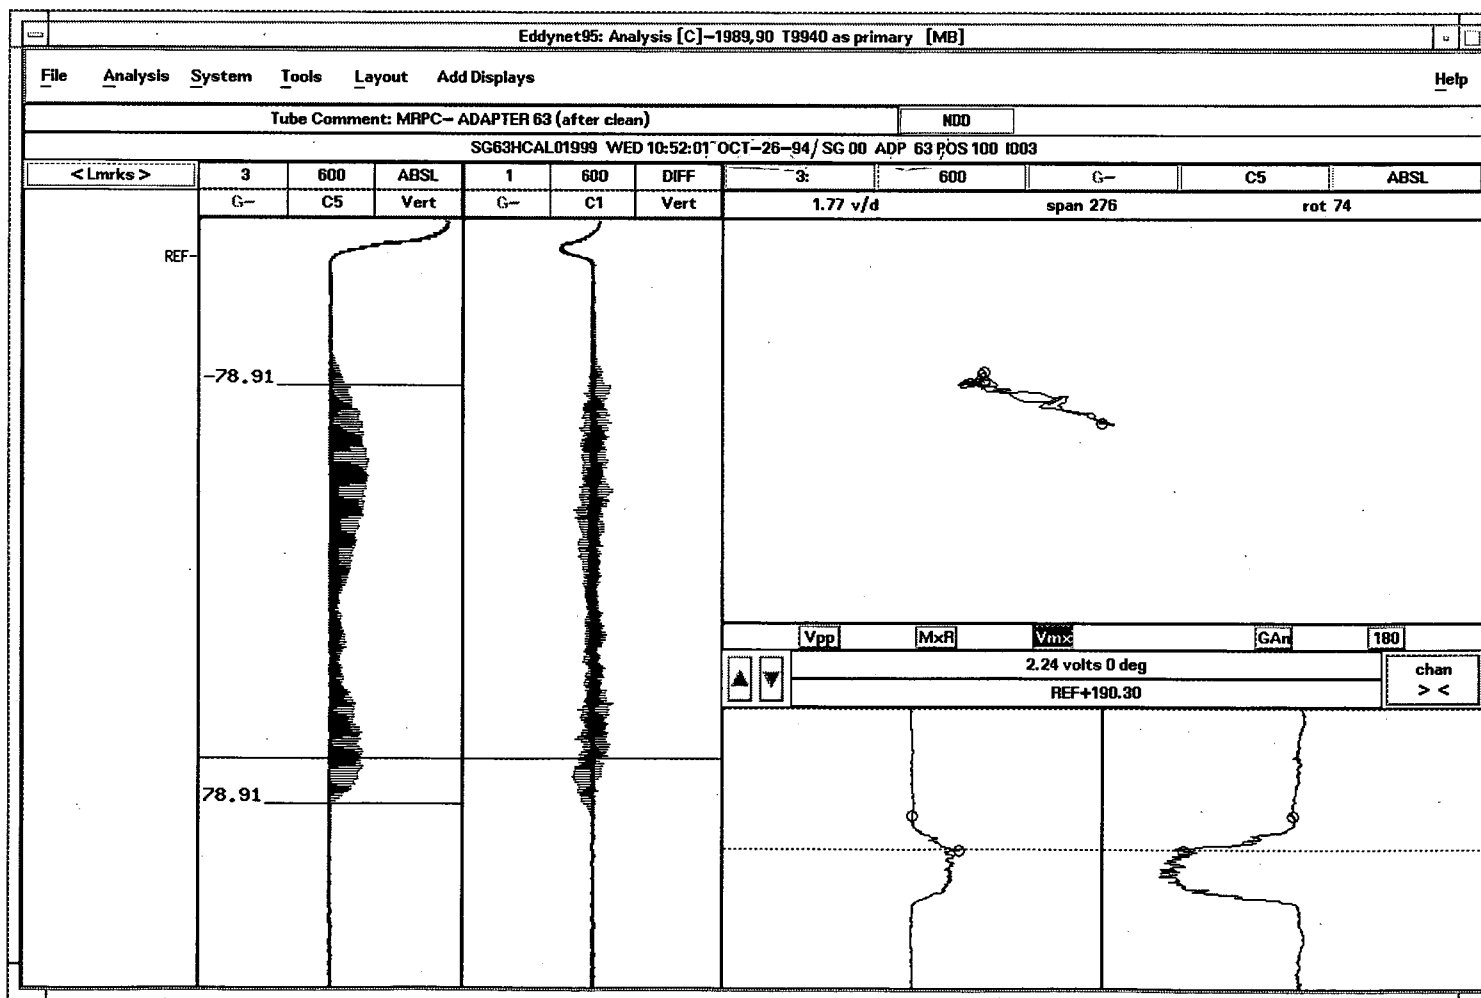 Eddynet95: Analysis [C]-1989,90 T9940 as primary [MB]
File Analysis System Tools Layout Add Displays Help
Tube Comment: MRPC- ADAPTER 63 (after clean) NDD
SG63HCAL01999 WED 10:52:01 OCT-26-94/ SG 00 ADP 63 POS 100 I003
< Lmrks > 3 600 ABSL 1 600 DIFF 3: 600 G- C5 ABSL
G- C5 Vert G- C1 Vert 1.77 v/d span 276 rot 74
REF-
-78.91
Vpp MxR Vmx GAn 180
2.24 volts 0 deg
REF+190.30
chan
> <
78.91